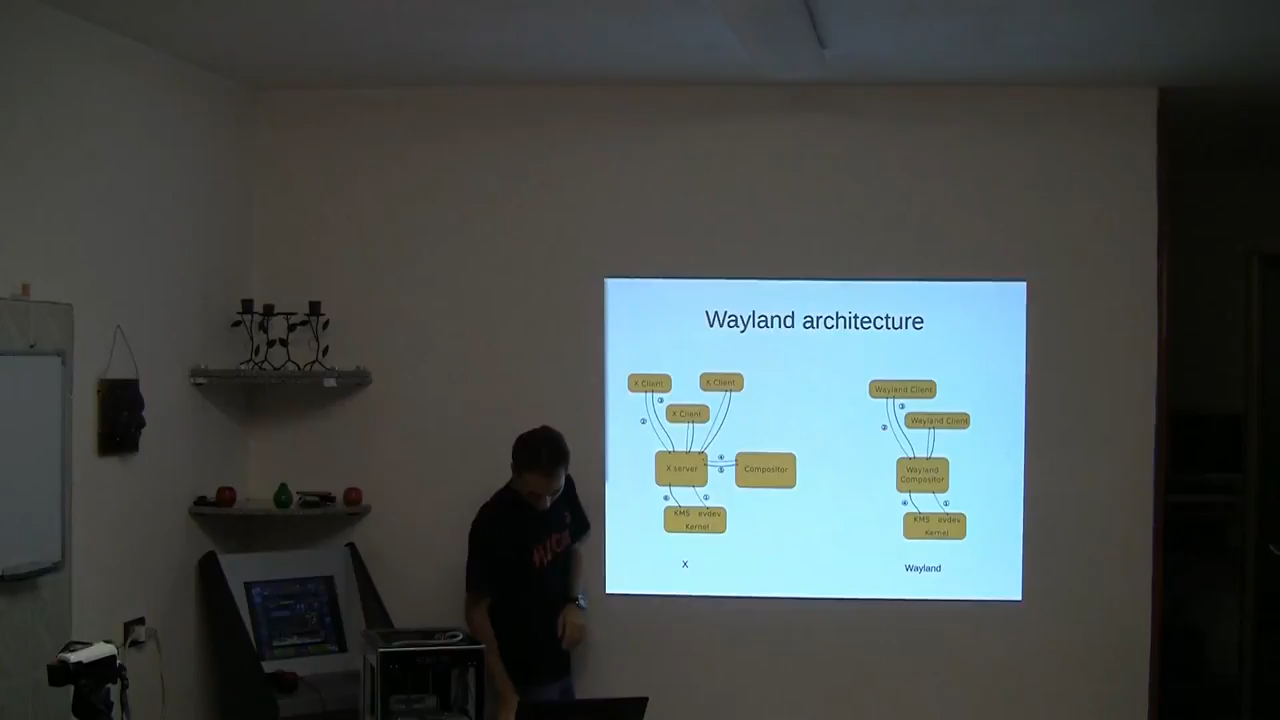 Wayland architecture
X Client
X Client
X Client
X server
Compositor
KMS evdev
Kernel
X
Wayland Client
Wayland Client
Wayland
Compositor
KMS evdev
Kernel
Wayland